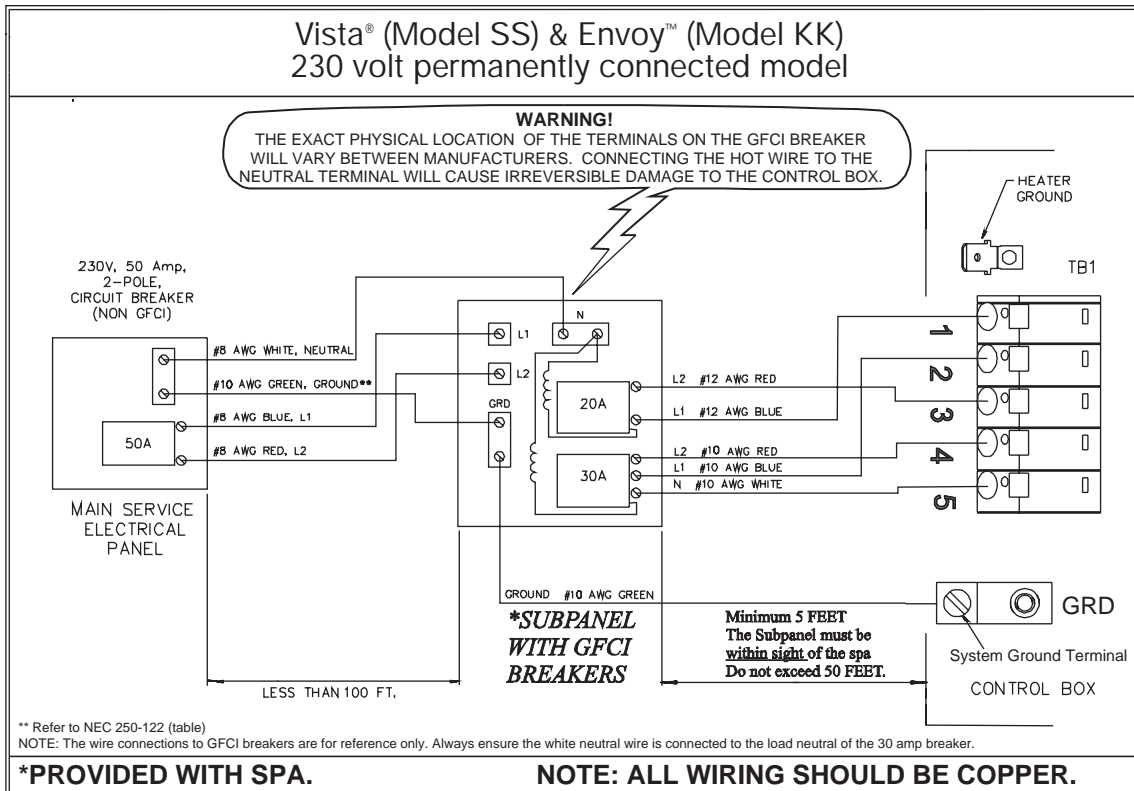 Vista® (Model SS) & Envoy™ (Model KK)
230 volt permanently connected model
WARNING!
THE EXACT PHYSICAL LOCATION OF THE TERMINALS ON THE GFCI BREAKER
WILL VARY BETWEEN MANUFACTURERS. CONNECTING THE HOT WIRE TO THE
NEUTRAL TERMINAL WILL CAUSE IRREVERSIBLE DAMAGE TO THE CONTROL BOX.
HEATER
GROUND
TB1
230V, 50 Amp,
2-POLE,
CIRCUIT BREAKER
(NON GFCI)
#8 AWG WHITE, NEUTRAL
#10 AWG GREEN, GROUND**
#8 AWG BLUE, L1
#8 AWG RED, L2
50A
MAIN SERVICE
ELECTRICAL
PANEL
N
L1
L2
GRD
20A
30A
L2 #12 AWG RED
L1 #12 AWG BLUE
L2 #10 AWG RED
L1 #10 AWG BLUE
N #10 AWG WHITE
1
2
3
4
5
GROUND #10 AWG GREEN
*SUBPANEL
WITH GFCI
BREAKERS
Minimum 5 FEET
The Subpanel must be
within sight of the spa
Do not exceed 50 FEET.
GRD
System Ground Terminal
CONTROL BOX
LESS THAN 100 FT.
** Refer to NEC 250-122 (table)
NOTE: The wire connections to GFCI breakers are for reference only. Always ensure the white neutral wire is connected to the load neutral of the 30 amp breaker.
*PROVIDED WITH SPA.
NOTE: ALL WIRING SHOULD BE COPPER.